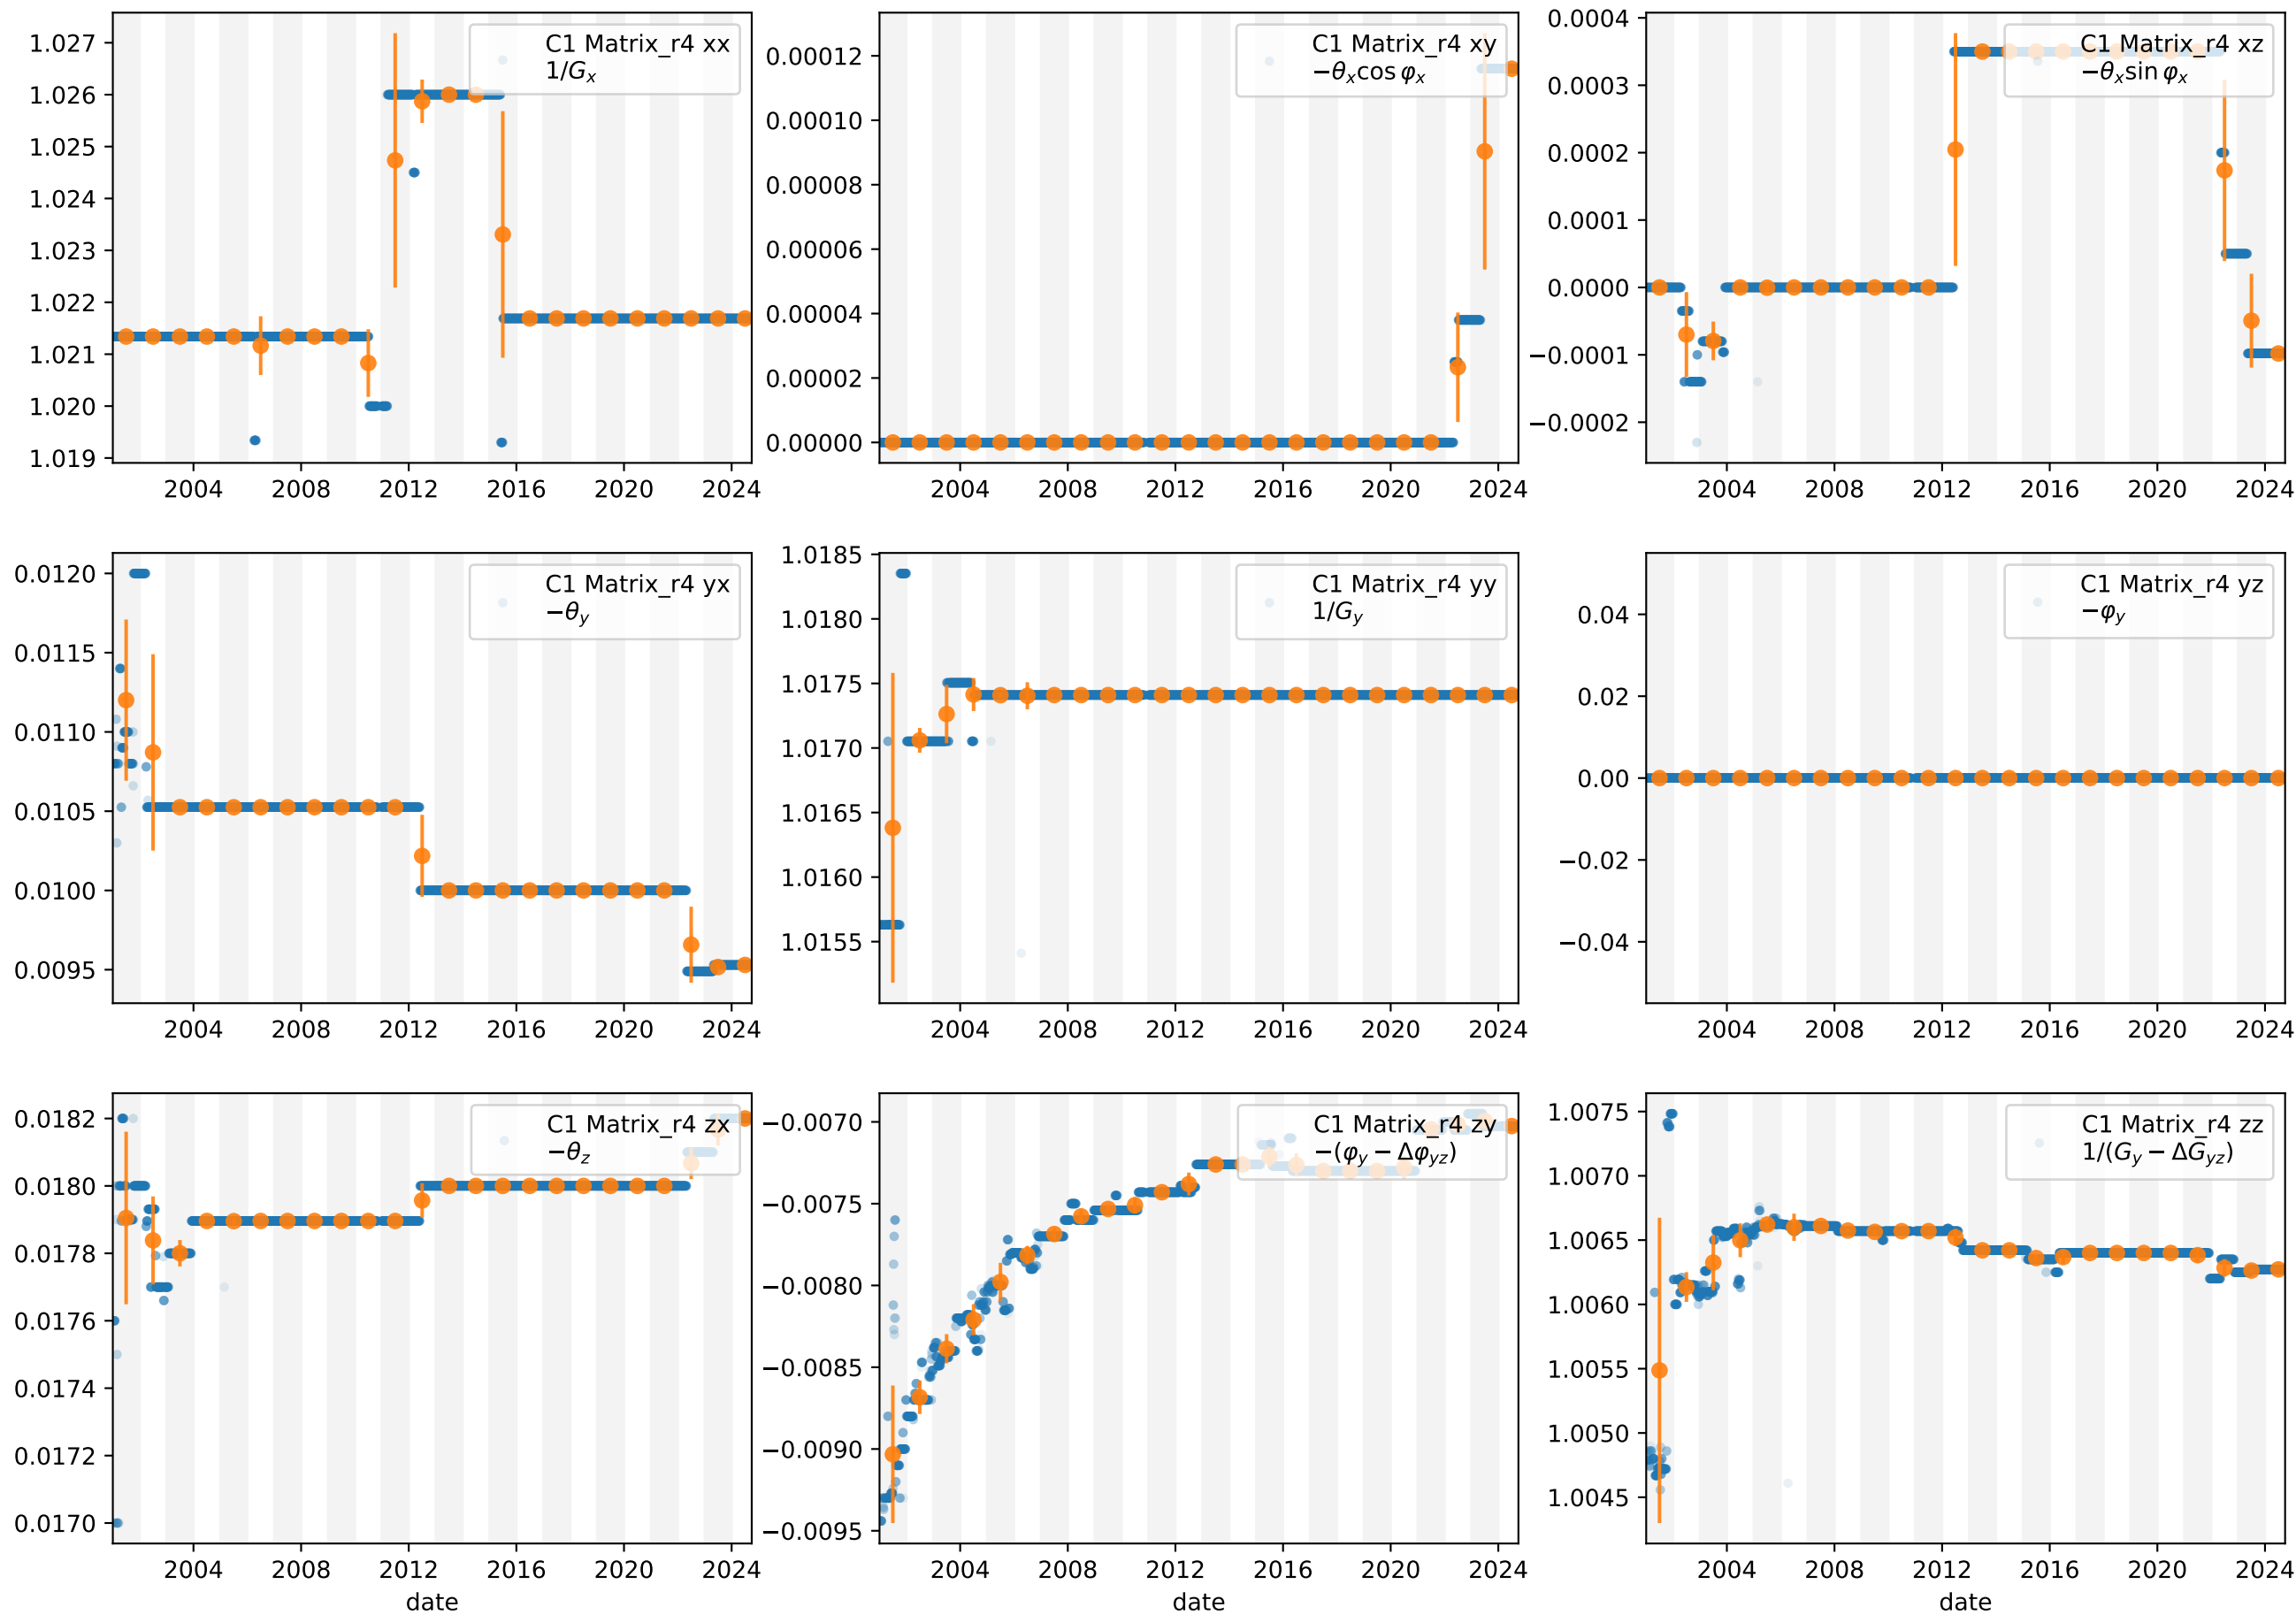 1.027
1.026
1.025
1.024
1.023
1.022
1.021
1.020
1.019
C1 Matrix_r4 xx
1/G_x
2004 2008 2012 2016 2020 2024
0.00012
0.00010
0.00008
0.00006
0.00004
0.00002
0.00000
C1 Matrix_r4 xy
−θ_x cos φ_x
2004 2008 2012 2016 2020 2024
0.0004
0.0003
0.0002
0.0001
0.0000
−0.0001
−0.0002
C1 Matrix_r4 xz
−θ_x sin φ_x
2004 2008 2012 2016 2020 2024
0.0120
0.0115
0.0110
0.0105
0.0100
0.0095
C1 Matrix_r4 yx
−θ_y
2004 2008 2012 2016 2020 2024
1.0185
1.0180
1.0175
1.0170
1.0165
1.0160
1.0155
C1 Matrix_r4 yy
1/G_y
2004 2008 2012 2016 2020 2024
0.04
0.02
0.00
−0.02
−0.04
C1 Matrix_r4 yz
−φ_y
2004 2008 2012 2016 2020 2024
0.0182
0.0180
0.0178
0.0176
0.0174
0.0172
0.0170
C1 Matrix_r4 zx
−θ_z
2004 2008 2012 2016 2020 2024
date
−0.0070
−0.0075
−0.0080
−0.0085
−0.0090
−0.0095
C1 Matrix_r4 zy
−(φ_y − Δφ_yz)
2004 2008 2012 2016 2020 2024
date
1.0075
1.0070
1.0065
1.0060
1.0055
1.0050
1.0045
C1 Matrix_r4 zz
1/(G_y − ΔG_yz)
2004 2008 2012 2016 2020 2024
date